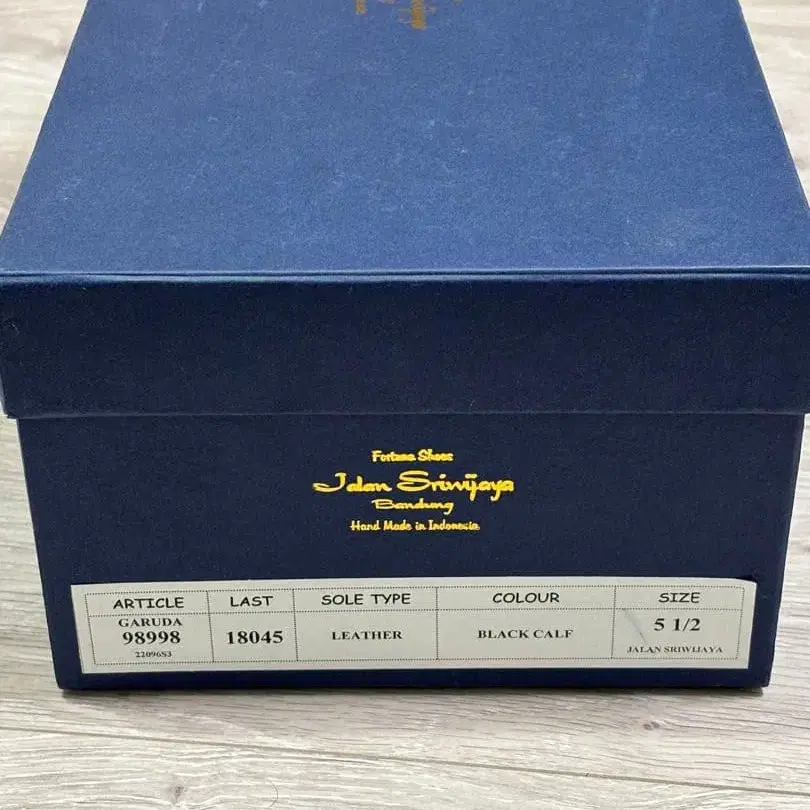 Fortuna Shoes
Jalan Sriwijaya
Bandung
Hand Made in Indonesia
ARTICLE LAST SOLE TYPE COLOUR SIZE
GARUDA
98998 18045 LEATHER BLACK CALF 5 1/2
22096S3 JALAN SRIWIJAYA